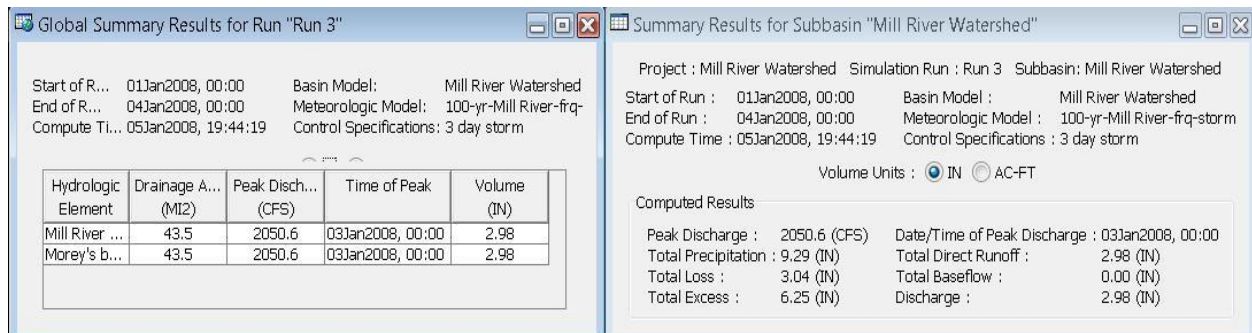 Global Summary Results for Run "Run 3"
Start of R... 01Jan2008, 00:00 Basin Model: Mill River Watershed
End of R... 04Jan2008, 00:00 Meteorologic Model: 100-yr-Mill River-frq-
Compute Ti... 05Jan2008, 19:44:19 Control Specifications: 3 day storm
Hydrologic Element Drainage A... (MI2) Peak Disch... (CFS) Time of Peak Volume (IN)
Mill River ... 43.5 2050.6 03Jan2008, 00:00 2.98
Morey's b... 43.5 2050.6 03Jan2008, 00:00 2.98
Summary Results for Subbasin "Mill River Watershed"
Project : Mill River Watershed Simulation Run : Run 3 Subbasin: Mill River Watershed
Start of Run : 01Jan2008, 00:00 Basin Model : Mill River Watershed
End of Run : 04Jan2008, 00:00 Meteorologic Model : 100-yr-Mill River-frq-storm
Compute Time : 05Jan2008, 19:44:19 Control Specifications : 3 day storm
Volume Units : IN AC-FT
Computed Results
Peak Discharge : 2050.6 (CFS) Date/Time of Peak Discharge : 03Jan2008, 00:00
Total Precipitation : 9.29 (IN) Total Direct Runoff : 2.98 (IN)
Total Loss : 3.04 (IN) Total Baseflow : 0.00 (IN)
Total Excess : 6.25 (IN) Discharge : 2.98 (IN)